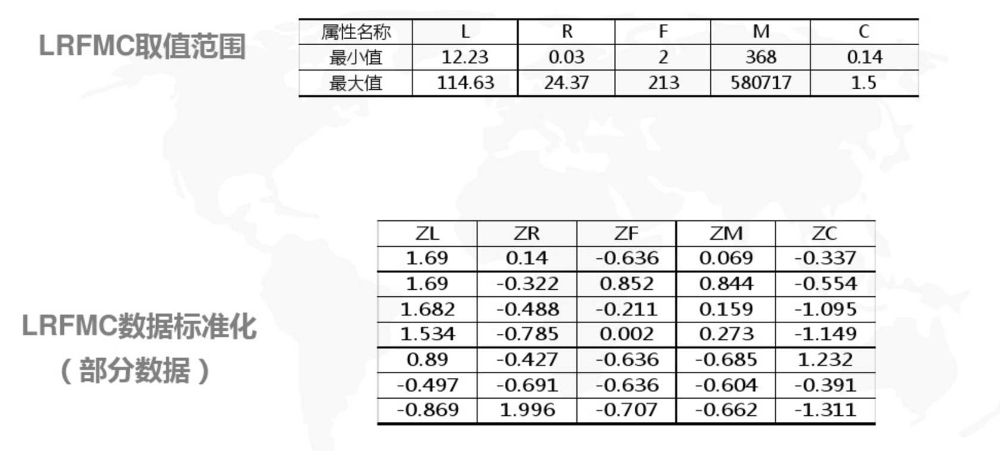 LRFMC取值范围
属性名称 L R F M C
最小值 12.23 0.03 2 368 0.14
最大值 114.63 24.37 213 580717 1.5
LRFMC数据标准化
（部分数据）
ZL ZR ZF ZM ZC
1.69 0.14 -0.636 0.069 -0.337
1.69 -0.322 0.852 0.844 -0.554
1.682 -0.488 -0.211 0.159 -1.095
1.534 -0.785 0.002 0.273 -1.149
0.89 -0.427 -0.636 -0.685 1.232
-0.497 -0.691 -0.636 -0.604 -0.391
-0.869 1.996 -0.707 -0.662 -1.311